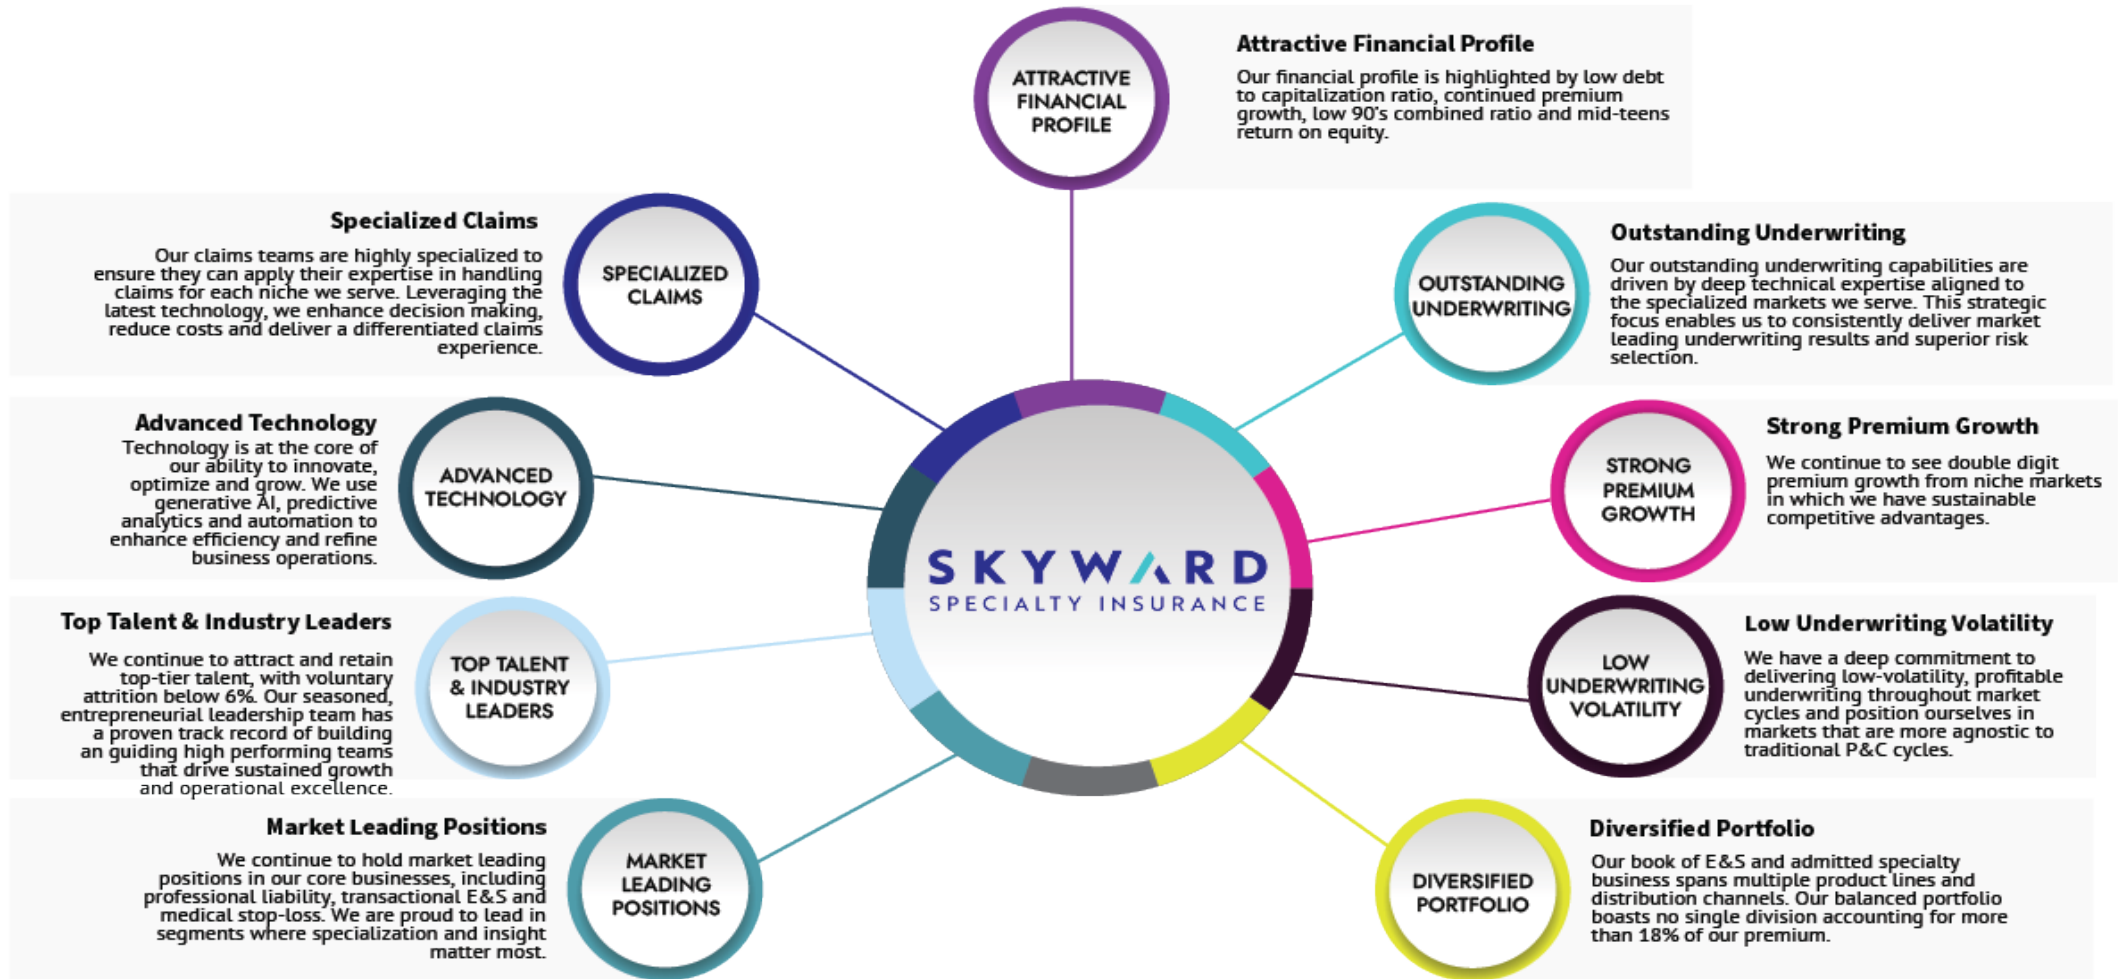 ATTRACTIVE
FINANCIAL
PROFILE
Attractive Financial Profile
Our financial profile is highlighted by low debt
to capitalization ratio, continued premium
growth, low 90's combined ratio and mid-teens
return on equity.
Specialized Claims
Our claims teams are highly specialized to
ensure they can apply their expertise in handling
claims for each niche we serve. Leveraging the
latest technology, we enhance decision making,
reduce costs and deliver a differentiated claims
experience.
SPECIALIZED
CLAIMS
OUTSTANDING
UNDERWRITING
Outstanding Underwriting
Our outstanding underwriting capabilities are
driven by deep technical expertise aligned to
the specialized markets we serve. This strategic
focus enables us to consistently deliver market
leading underwriting results and superior risk
selection.
Advanced Technology
Technology is at the core of
our ability to innovate,
optimize and grow. We use
generative AI, predictive
analytics and automation to
enhance efficiency and refine
business operations.
ADVANCED
TECHNOLOGY
STRONG
PREMIUM
GROWTH
Strong Premium Growth
We continue to see double digit
premium growth from niche markets
in which we have sustainable
competitive advantages.
SKYWARD
SPECIALTY INSURANCE
Top Talent & Industry Leaders
We continue to attract and retain
top-tier talent, with voluntary
attrition below 6%. Our seasoned,
entrepreneurial leadership team has
a proven track record of building
an guiding high performing teams
that drive sustained growth
and operational excellence.
TOP TALENT
& INDUSTRY
LEADERS
LOW
UNDERWRITING
VOLATILITY
Low Underwriting Volatility
We have a deep commitment to
delivering low-volatility, profitable
underwriting throughout market
cycles and position ourselves in
markets that are more agnostic to
traditional P&C cycles.
Market Leading Positions
We continue to hold market leading
positions in our core businesses, including
professional liability, transactional E&S and
medical stop-loss. We are proud to lead in
segments where specialization and insight
matter most.
MARKET
LEADING
POSITIONS
DIVERSIFIED
PORTFOLIO
Diversified Portfolio
Our book of E&S and admitted specialty
business spans multiple product lines and
distribution channels. Our balanced portfolio
boasts no single division accounting for more
than 18% of our premium.